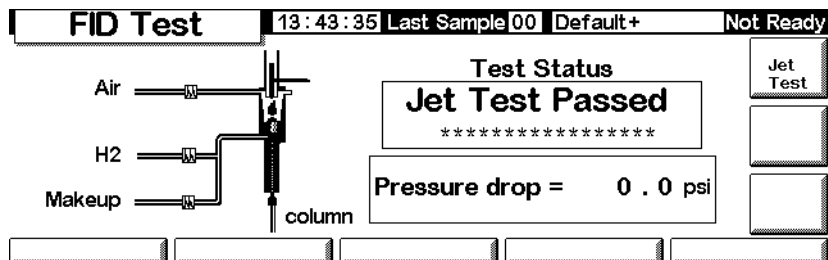 FID Test 13:43:35 Last Sample 00 Default+ Not Ready
Air
H2
Makeup
column
Test Status
Jet Test Passed
*****************
Pressure drop = 0.0 psi
Jet
Test